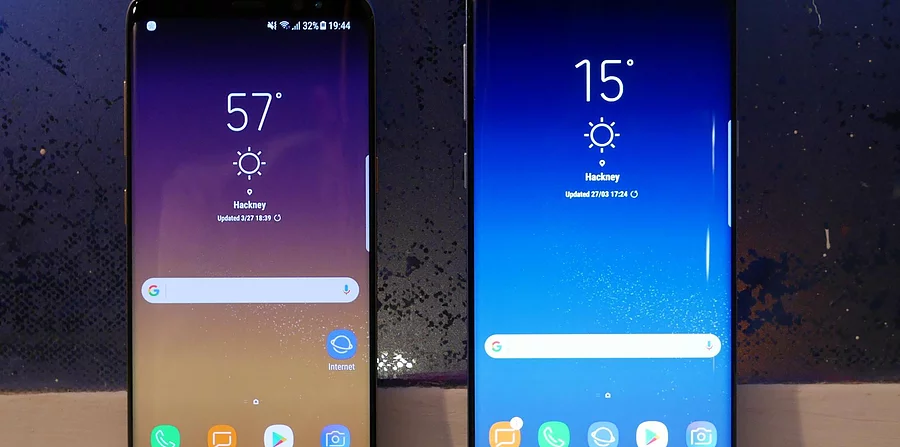 32% 19:44
57°
Hackney
Updated 3/27 18:39
Internet
15°
Hackney
Updated 27/03 17:24